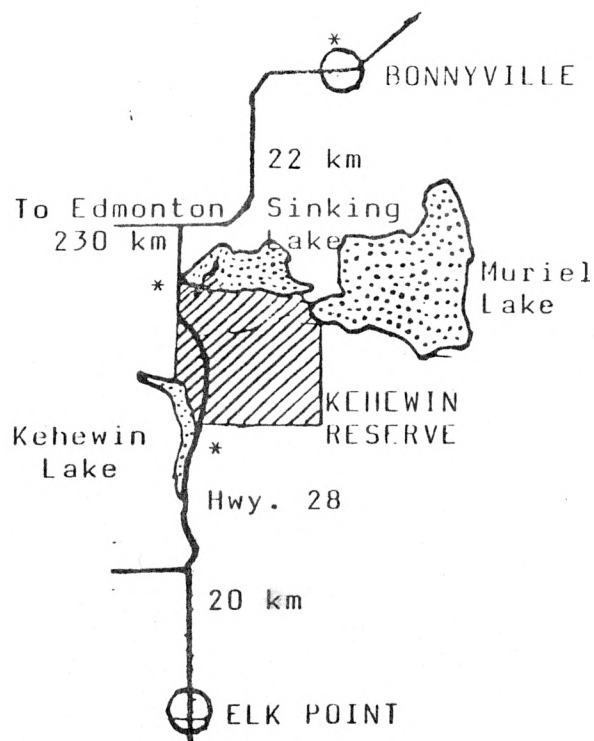 *
BONNYVILLE
22 km
To Edmonton
230 km
Sinking
Lake
Muriel
Lake
*
KEHEWIN
RESERVE
Kehewin
Lake
*
Hwy. 28
20 km
ELK POINT